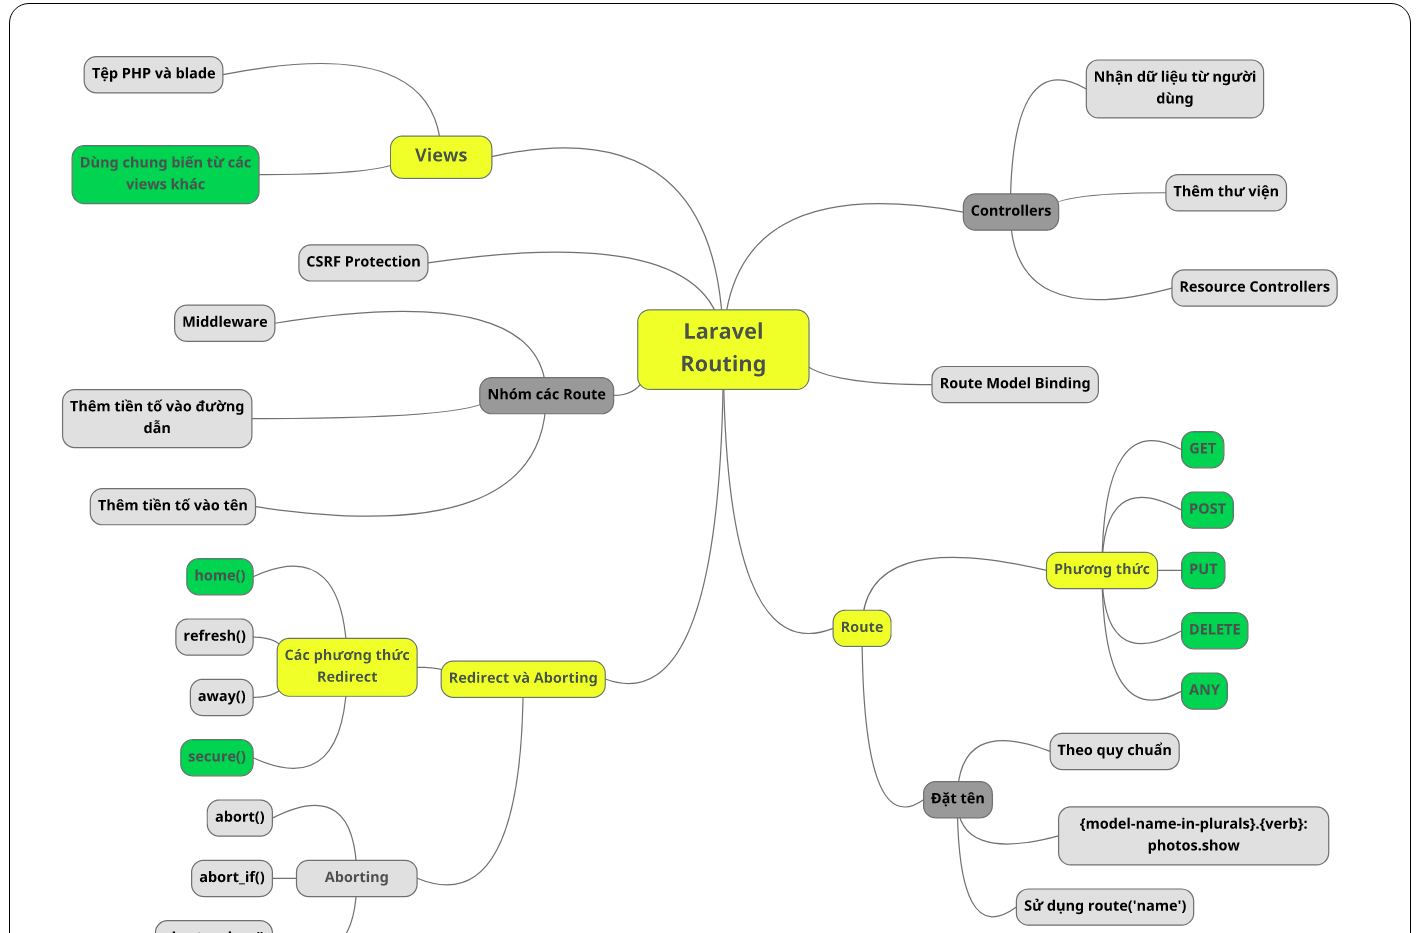 Tệp PHP và blade
Dùng chung biến từ các
views khác
Views
CSRF Protection
Middleware
Thêm tiền tố vào đường
dẫn
Thêm tiền tố vào tên
Nhóm các Route
Laravel
Routing
Nhận dữ liệu từ người
dùng
Thêm thư viện
Controllers
Resource Controllers
Route Model Binding
GET
POST
PUT
DELETE
ANY
Phương thức
Route
Theo quy chuẩn
Đặt tên
{model-name-in-plurals}.{verb}:
photos.show
Sử dụng route('name')
home()
refresh()
away()
secure()
Các phương thức
Redirect
Redirect và Aborting
abort()
abort_if()
Aborting